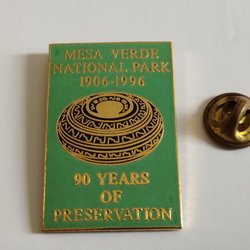 MESA VERDE
NATIONAL PARK
1906-1996
90 YEARS
OF
PRESERVATION